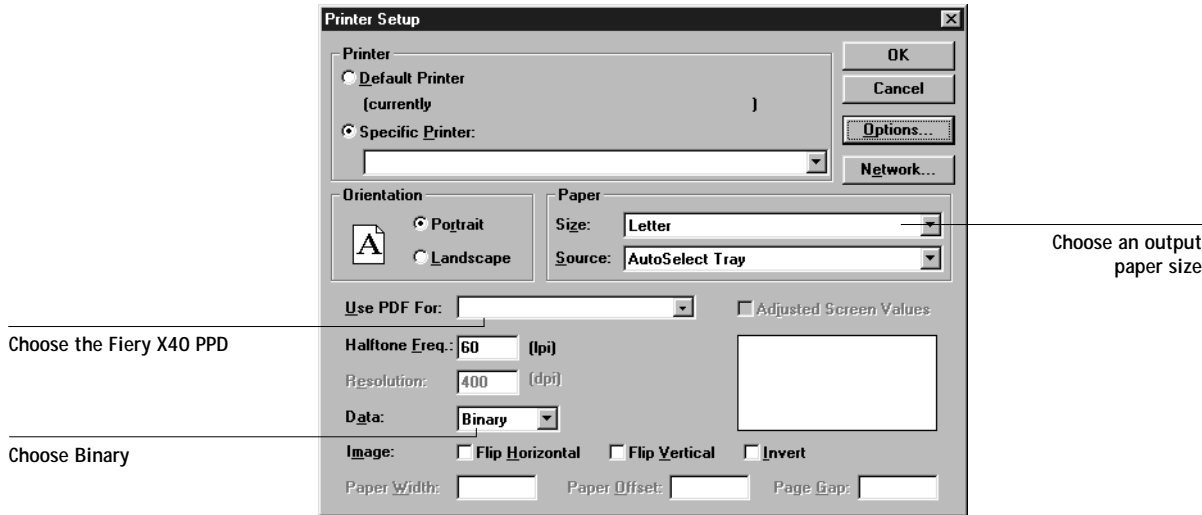 Printer Setup
Printer
Default Printer
(currently )
Specific Printer:
OK
Cancel
Options...
Network...
Orientation
A
Portrait
Landscape
Paper
Size: Letter
Source: AutoSelect Tray
Choose an output
paper size
Use PDF For:
Adjusted Screen Values
Choose the Fiery X40 PPD
Halftone Freq.: 60 (lpi)
Resolution: 400 (dpi)
Data: Binary
Choose Binary
Image: Flip Horizontal Flip Vertical Invert
Paper Width: Paper Offset: Page Gap: